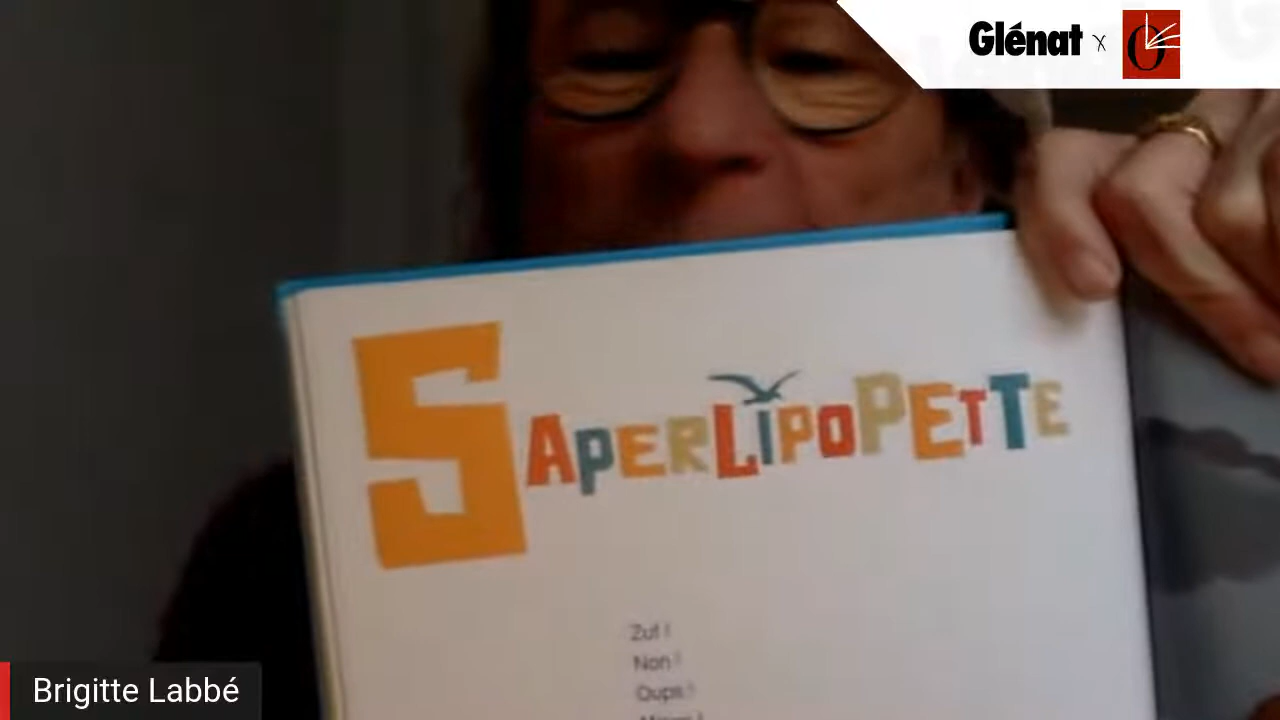 Glénat x
SAPERLIPOPETTE
Zut !
Non !
Oups !
Brigitte Labbé